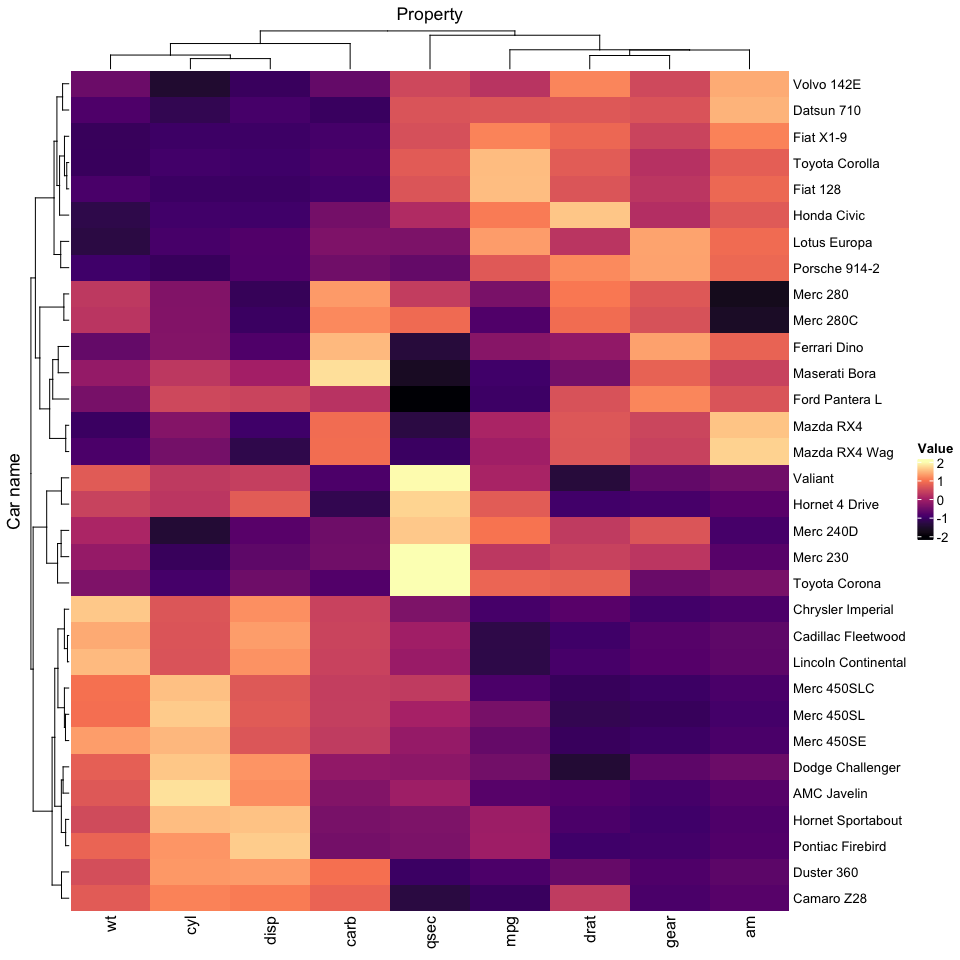 Property
Volvo 142E
Datsun 710
Fiat X1-9
Toyota Corolla
Fiat 128
Honda Civic
Lotus Europa
Porsche 914-2
Merc 280
Merc 280C
Ferrari Dino
Maserati Bora
Ford Pantera L
Mazda RX4
Mazda RX4 Wag
Valiant
Hornet 4 Drive
Merc 240D
Merc 230
Toyota Corona
Chrysler Imperial
Cadillac Fleetwood
Lincoln Continental
Merc 450SLC
Merc 450SL
Merc 450SE
Dodge Challenger
AMC Javelin
Hornet Sportabout
Pontiac Firebird
Duster 360
Camaro Z28
Car name
wt cyl disp carb qsec mpg drat gear am
Value
2
1
0
-1
-2